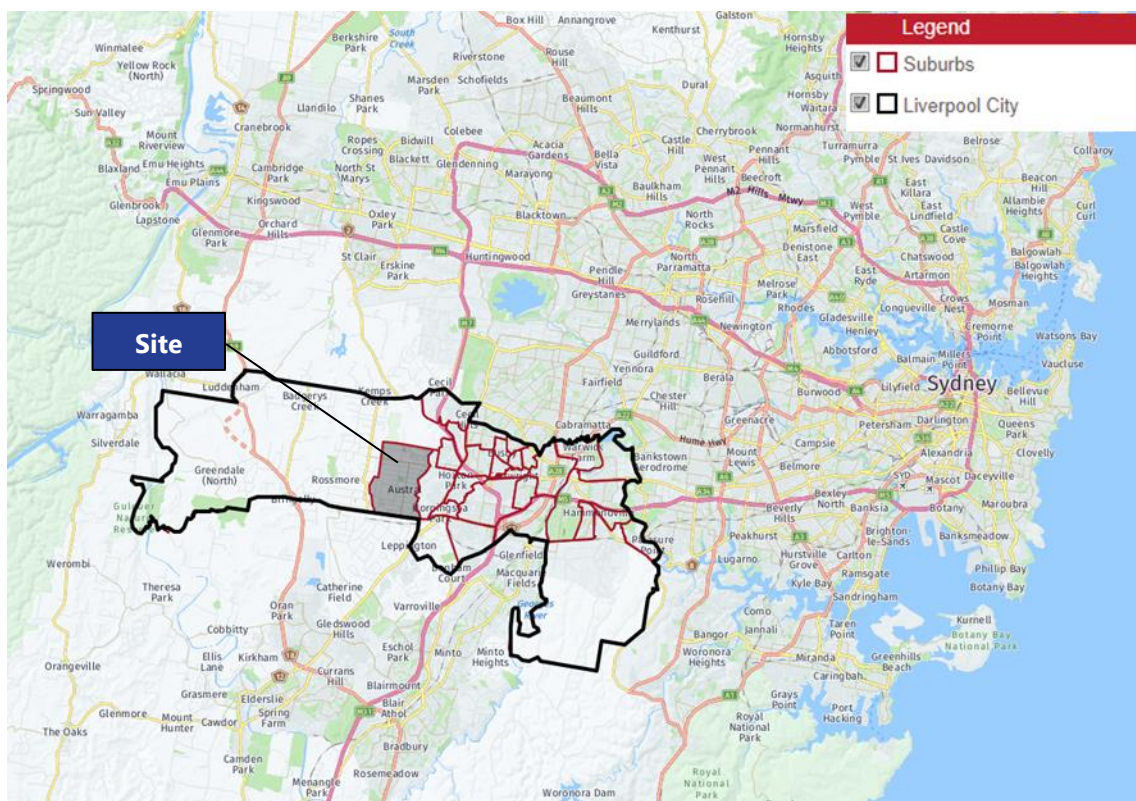 Legend
Suburbs
Liverpool City
Site
Sydney
Box Hill
Annangrove
Galston
Kenthurst
Hornsby
Heights
Winmalee
Berkshire
Park
South
Creek
Riverstone
Rouse
Hill
Yellow Rock
(North)
Marsden
Park
Schofields
Dural
Asquith
Springwood
Llandilo
Shanes
Park
Beaumont
Hills
Hornsby
Waitara
Sun Valley
Cranebrook
Colebee
Castle
Hill
Cherrybrook
Normanhurst
Mount
Riverview
Ropes
Crossing
Bidwill
Acacia
Gardens
Bella
Vista
West
Pennant
Hills
Pennant
Hills
Turramurra
Pymble
St Ives
Davidson
Belrose
Collaroy
Emu Heights
Blaxland
Emu Plains
Cambridge
Park
North St
Marys
Blackett
Glendenning
Marayong
Baulkham
Hills
Beecroft
East
Killara
Beacon
Hill
Glenbrook
Lapstone
Kingswood
Oxley
Park
Blacktown
M2 Hills Mtwy
West
Pymble
East
Lindfield
Castle
Cove
Allambie
Heights
Curl
Curl
Glenmore
Park
Orchard
Hills
St Clair
Erskine
Park
Huntingwood
North
Rocks
Marsfield
Denistone
East
Chatswood
Artarmon
Balgowlah
Balgowlah
Heights
Pendle
Hill
North
Parramatta
Melrose
Park
East
Ryde
Greystanes
Rosehill
Rhodes
Longueville
Crows
Nest
Mosman
Merrylands
Newington
Gladesville
Henley
Cremorne
Point
Watsons Bay
Guildford
Abbotsford
Balmain
Millers
Point
Vaucluse
Wallacia
Luddenham
Badgerys
Creek
Kemps
Creek
Yennora
Fairfield
Berala
Burwood
Lilyfield
Bellevue
Hill
Warragamba
Silverdale
Chester
Hill
Greenacre
Petersham
Darlington
Queens
Park
Cabramatta
Hume Hwy
Campsie
Alexandria
Clovelly
Warwick
Farm
Bankstown
Aerodrome
Mount
Lewis
Belmore
SYD
Mascot
Daceyville
Greendale
(North)
Rossmore
Bexley
North
Banksia
Botany
Maroubra
Beverly
Hills
Brighton-
le-Sands
Banksmeadow
Leppington
Glenfield
Macquarie
Fields
Peakhurst
Hurstville
Grove
Carlton
Lugarno
Kyle Bay
Ramsgate
Phillip Bay
Botany Bay
Werombi
Theresa
Park
Catherine
Field
Varroville
Georges
River
Sandringham
Oran
Park
Gledswood
Hills
Como
Jannali
Taren
Point
Kurnell
Botany Bay
National Park
Cobbitty
Eschol
Park
Minto
Minto
Heights
Bangor
Woronora
Heights
Miranda
Caringbah
Greenhills
Beach
Orangeville
Ellis
Lane
Kirkham
Currans
Hill
Blairmount
Blair
Athol
Grasmere
Elderslie
Spring
Farm
Grays
Point
Port
Hacking
Glenmore
Mount
Hunter
Cawdor
The Oaks
Bradbury
Royal
National
Park
Camden
Park
Menangle
Park
Rosemeadow
Woronora Dam
Royal
National
Park